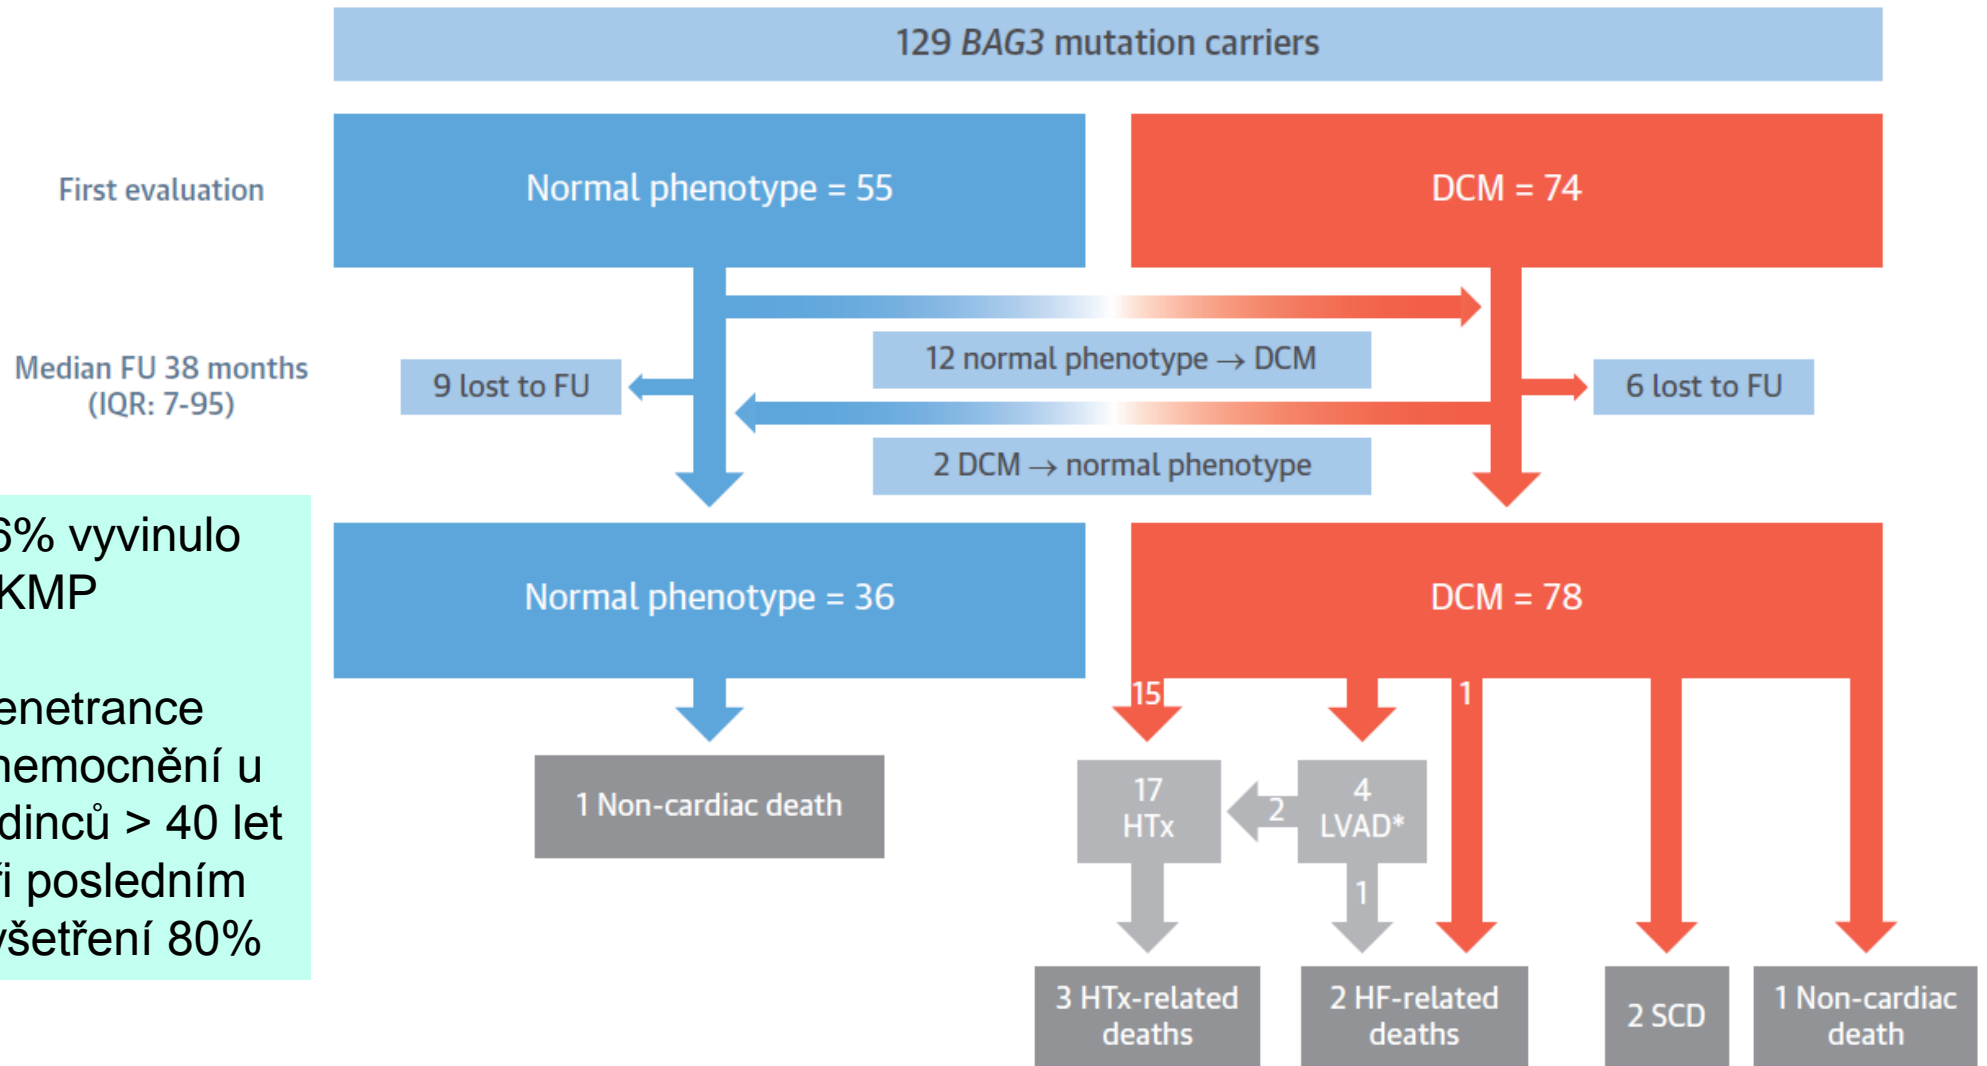 129 BAG3 mutation carriers
First evaluation
Normal phenotype = 55
DCM = 74
Median FU 38 months
(IQR: 7-95)
9 lost to FU
12 normal phenotype → DCM
6 lost to FU
2 DCM → normal phenotype
6% vyvinulo
KMP
enetrance
nemocnění u
dinců > 40 let
ři posledním
yšetření 80%
Normal phenotype = 36
DCM = 78
15
1
1 Non-cardiac death
17
HTx
2
4
LVAD*
1
3 HTx-related
deaths
2 HF-related
deaths
2 SCD
1 Non-cardiac
death